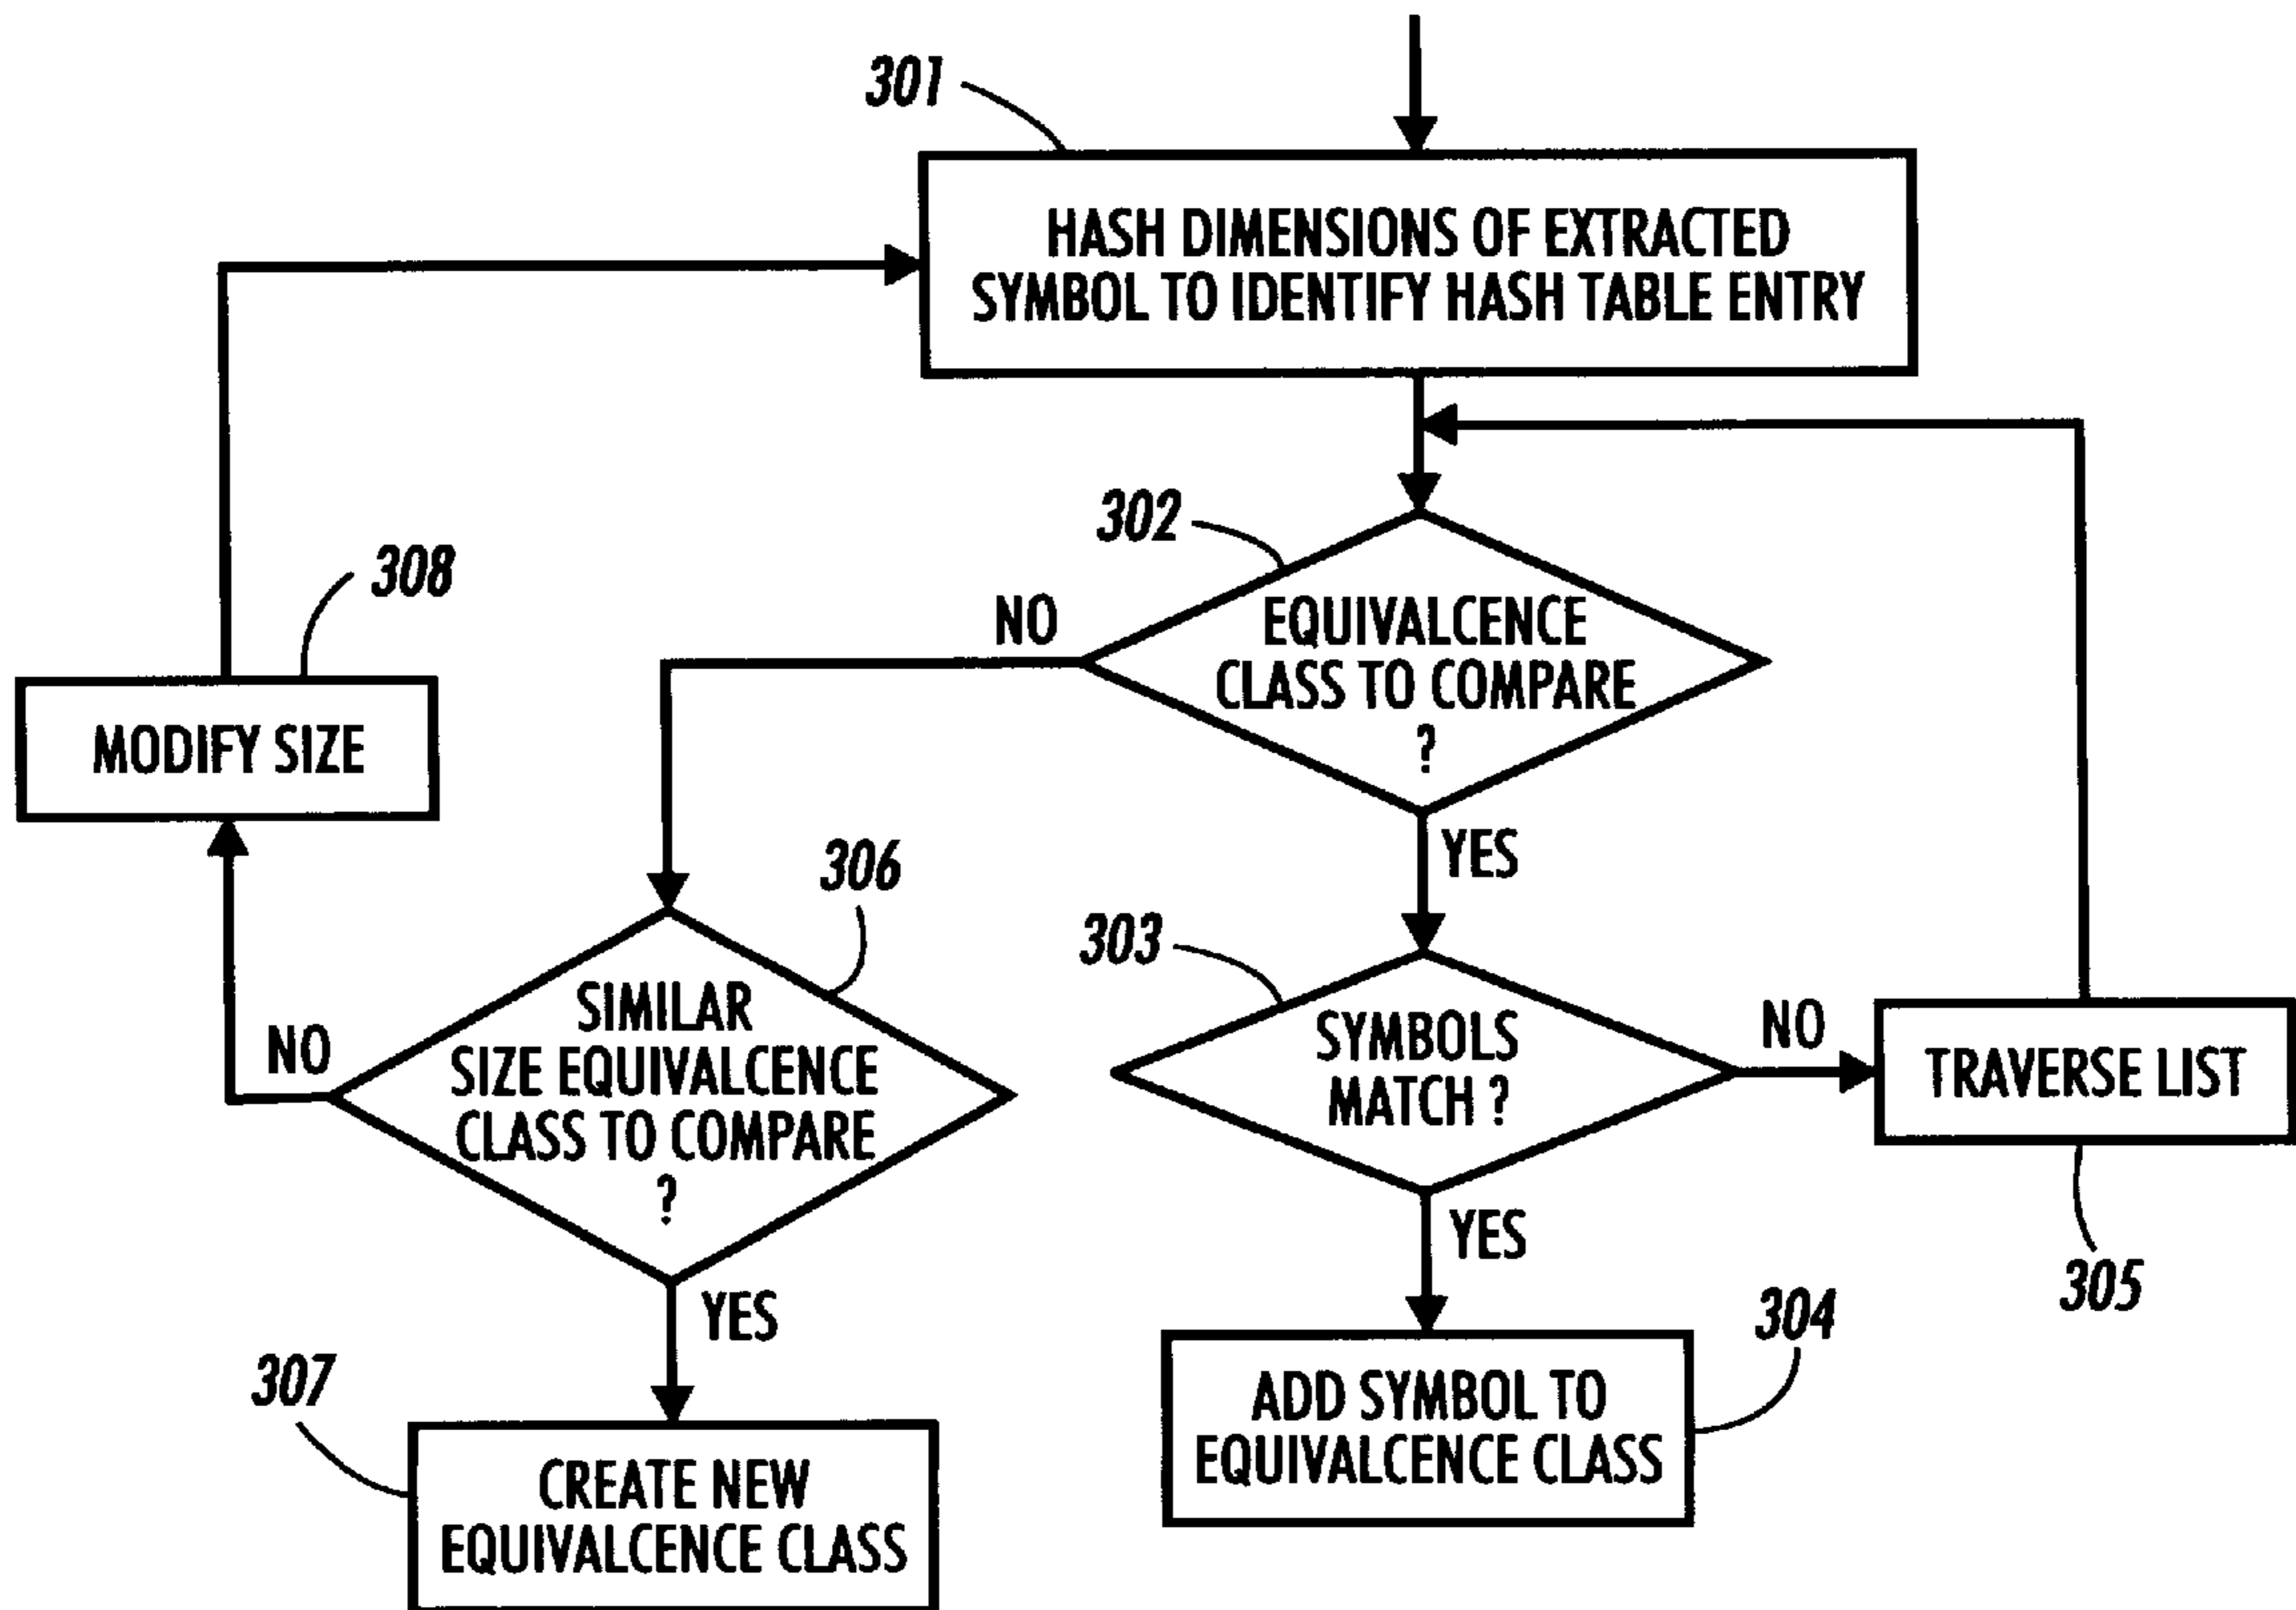 301
HASH DIMENSIONS OF EXTRACTED
SYMBOL TO IDENTIFY HASH TABLE ENTRY
302
NO
EQUIVALCENCE
CLASS TO COMPARE
?
308
MODIFY SIZE
YES
306
303
SIMILAR
SIZE EQUIVALCENCE
CLASS TO COMPARE
?
NO
SYMBOLS
MATCH ?
NO
TRAVERSE LIST
305
YES
YES
307
CREATE NEW
EQUIVALCENCE CLASS
304
ADD SYMBOL TO
EQUIVALCENCE CLASS